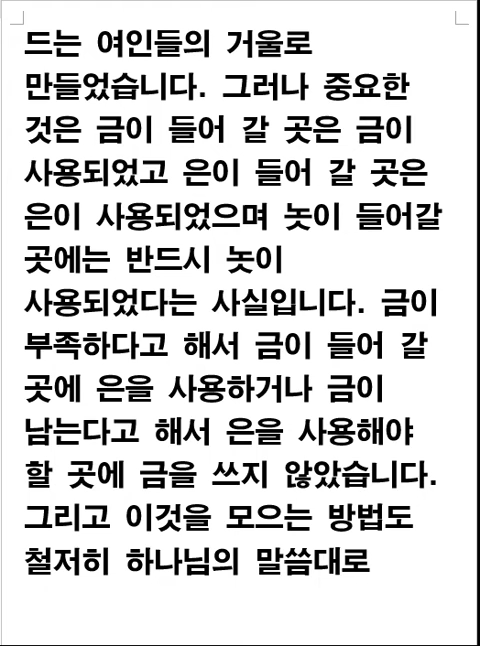 드는 여인들의 거울로
만들었습니다. 그러나 중요한
것은 금이 들어 갈 곳은 금이
사용되었고 은이 들어 갈 곳은
은이 사용되었으며 놋이 들어갈
곳에는 반드시 놋이
사용되었다는 사실입니다. 금이
부족하다고 해서 금이 들어 갈
곳에 은을 사용하거나 금이
남는다고 해서 은을 사용해야
할 곳에 금을 쓰지 않았습니다.
그리고 이것을 모으는 방법도
철저히 하나님의 말씀대로